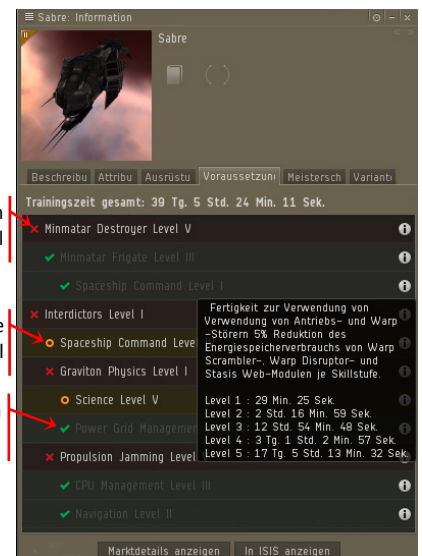 Sabre: Information
Sabre
Beschreibu Attribu Ausrüstu Voraussetzun Meistersch Variant
Trainingszeit gesamt: 39 Tg. 5 Std. 24 Min. 11 Sek.
Minmatar Destroyer Level V
Minmatar Frigate Level III
Spaceship Command Level I
Interdictors Level I
Spaceship Command Leve
Graviton Physics Level I
Science Level V
Power Grid Managemen
Propulsion Jamming Level
CPU Management Level III
Navigation Level II
Fertigkeit zur Verwendung von
Verwendung von Antriebs- und Warp
-Störern 5% Reduktion des
Energiespeicherverbrauchs von Warp
Scrambler-, Warp Disruptor- und
Stasis Web-Modulen je Skillstufe.
Level 1 : 29 Min. 25 Sek.
Level 2 : 2 Std. 16 Min. 59 Sek.
Level 3 : 12 Std. 54 Min. 48 Sek.
Level 4 : 3 Tg. 1 Std. 2 Min. 57 Sek.
Level 5 : 17 Tg. 5 Std. 13 Min. 32 Sek.
Marktdetails anzeigen In ISIS anzeigen